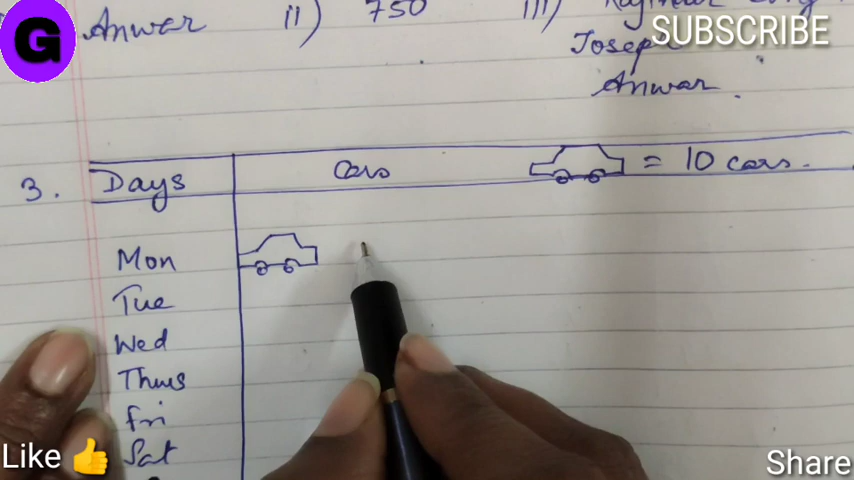 G Anwar ii) 750 iii)
SUBSCRIBE
Joseph
Anwar.
3. Days cars = 10 cars.
Mon
Tue
Wed
Thus
Fri
Like 👍 Sat
Share